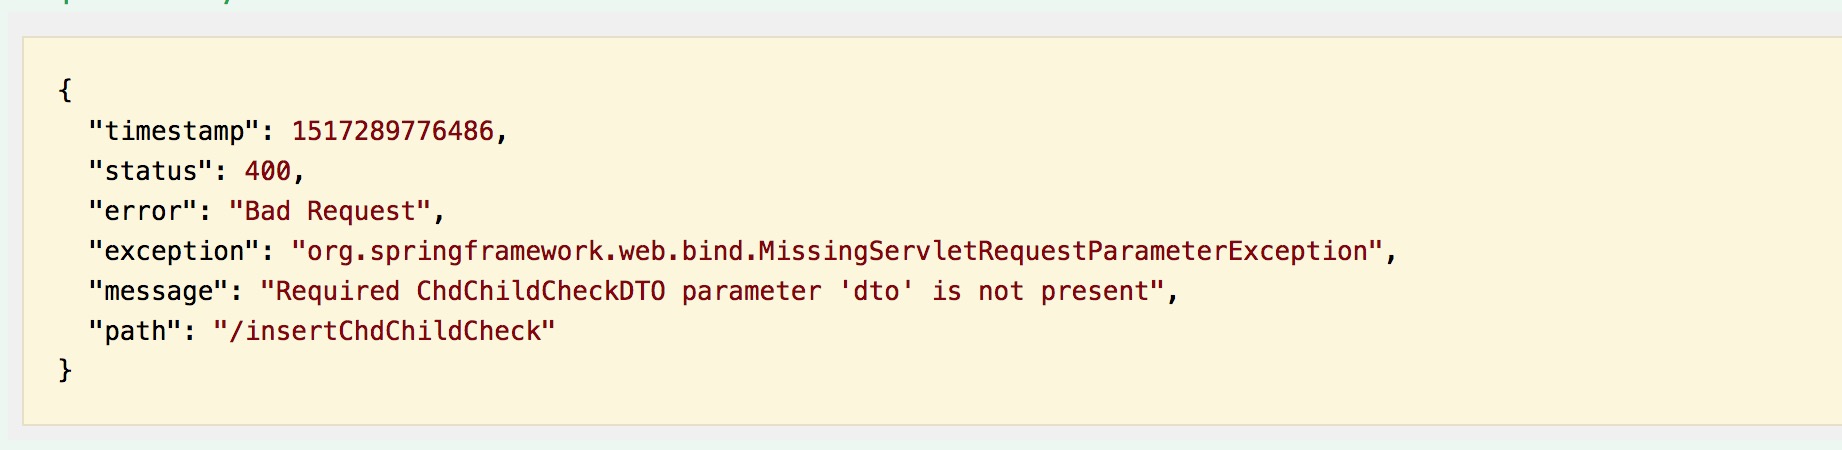 {
"timestamp": 1517289776486,
"status": 400,
"error": "Bad Request",
"exception": "org.springframework.web.bind.MissingServletRequestParameterException",
"message": "Required ChdChildCheckDTO parameter 'dto' is not present",
"path": "/insertChdChildCheck"
}